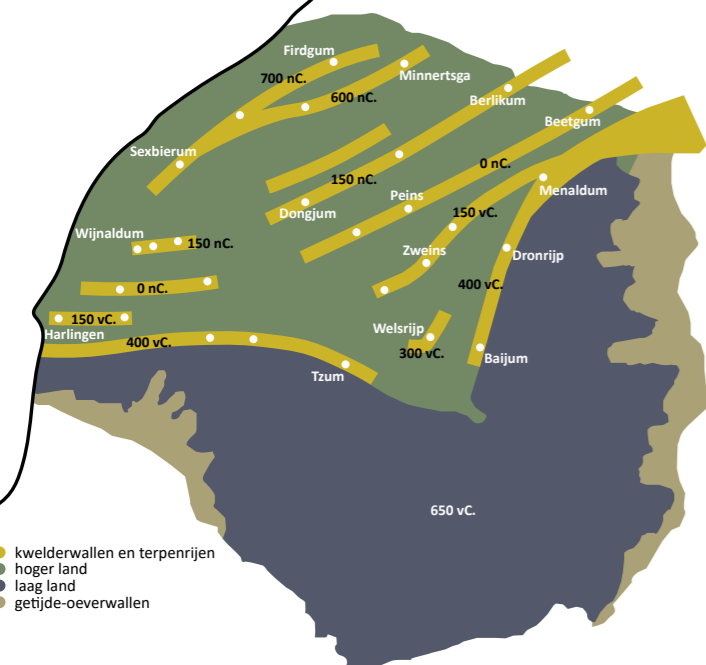 Firdgum
700 nC.
Minnertsga
600 nC.
Berlikum
Beetgum
Sexbierum
0 nC.
150 nC.
Menaldum
Peins
Dongjum
150 vC.
Wijnaldum
150 nC.
Zweins
Dronrijp
400 vC.
0 nC.
150 vC.
Harlingen
400 vC.
Welsrijp
300 vC.
Baijum
Tzum
650 vC.
kwelderwallen en terpenrijen
hoger land
laag land
getijde-oeverwallen